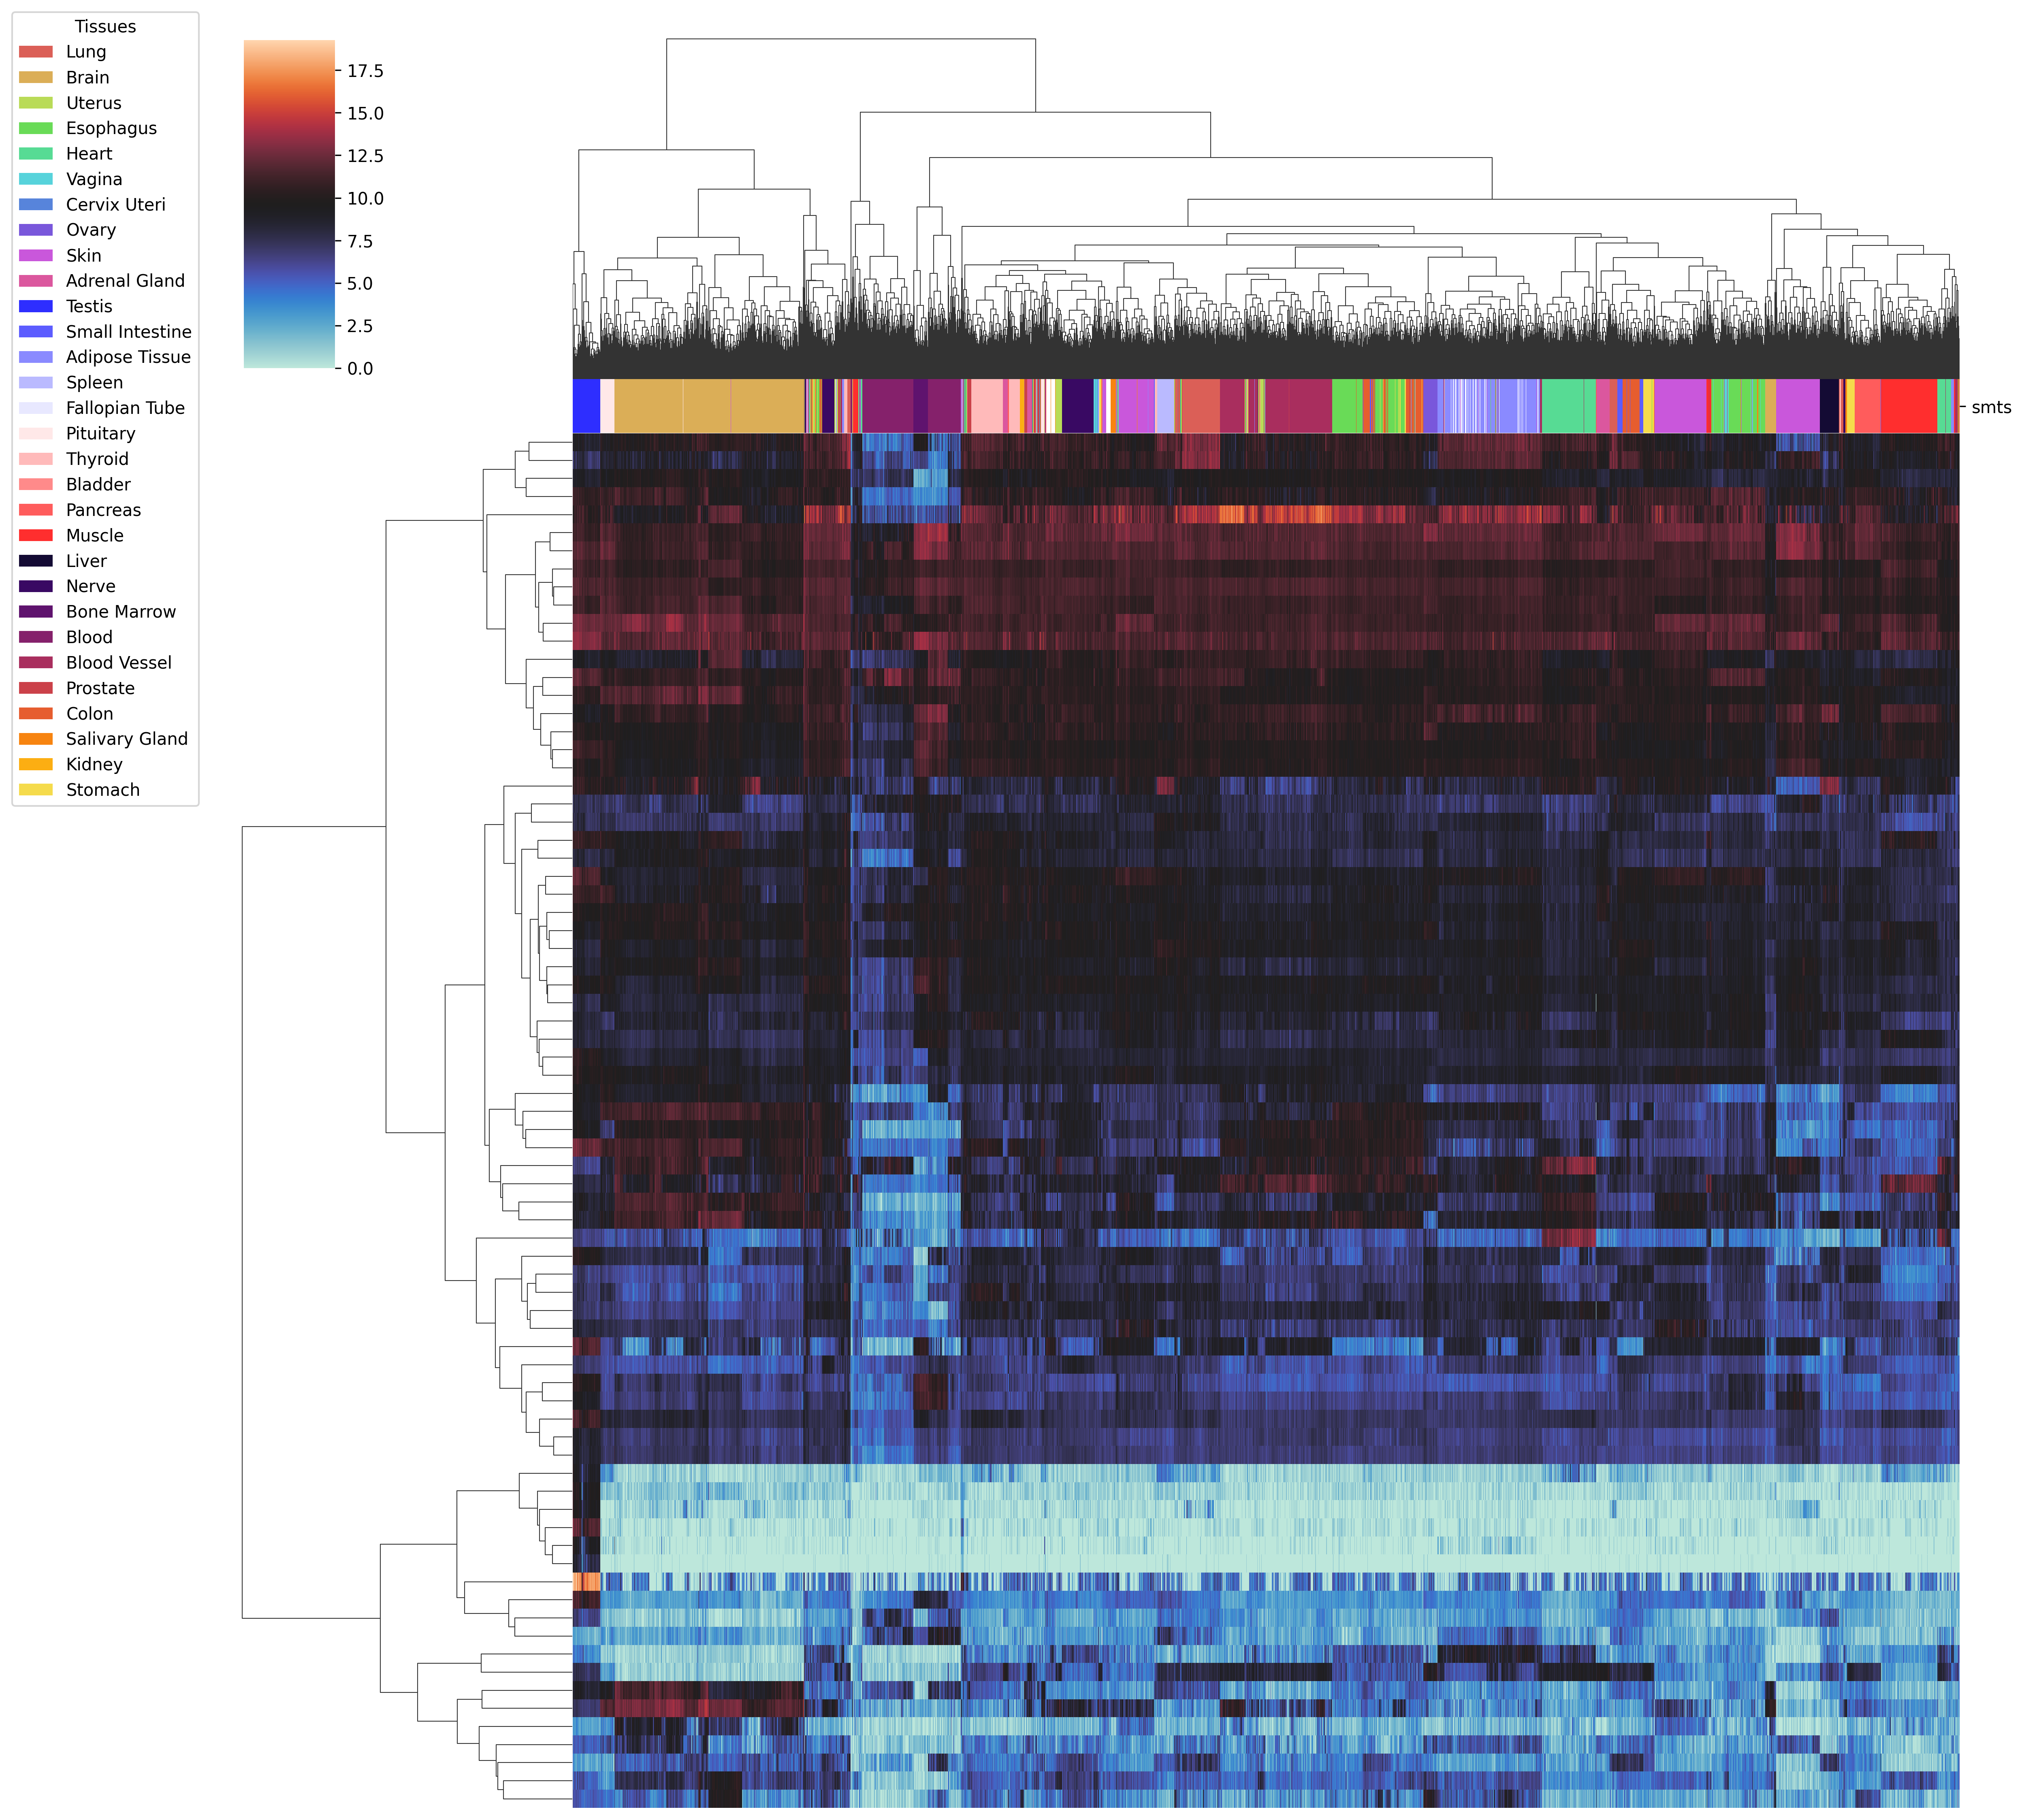 Tissues
Lung
Brain
Uterus
Esophagus
Heart
Vagina
Cervix Uteri
Ovary
Skin
Adrenal Gland
Testis
Small Intestine
Adipose Tissue
Spleen
Fallopian Tube
Pituitary
Thyroid
Bladder
Pancreas
Muscle
Liver
Nerve
Bone Marrow
Blood
Blood Vessel
Prostate
Colon
Salivary Gland
Kidney
Stomach
17.5
15.0
12.5
10.0
7.5
5.0
2.5
0.0
smts